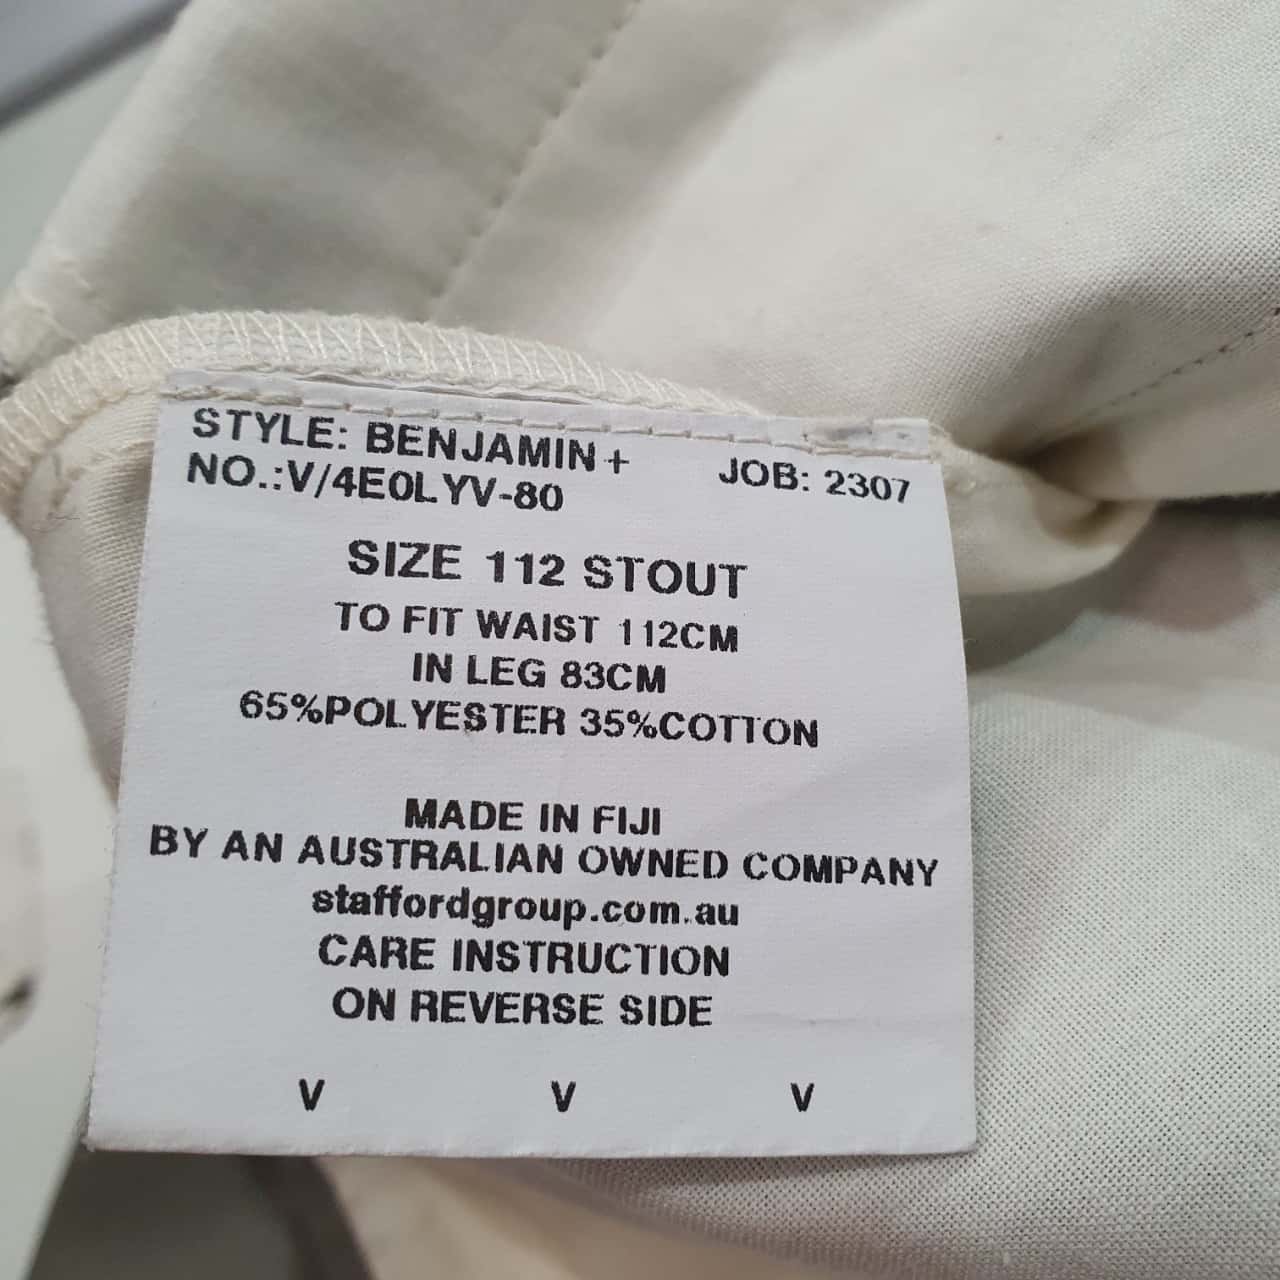 STYLE: BENJAMIN+ JOB: 2307
NO.:V/4E0LYV-80
SIZE 112 STOUT
TO FIT WAIST 112CM
IN LEG 83CM
65%POLYESTER 35%COTTON
MADE IN FIJI
BY AN AUSTRALIAN OWNED COMPANY
staffordgroup.com.au
CARE INSTRUCTION
ON REVERSE SIDE
V V V